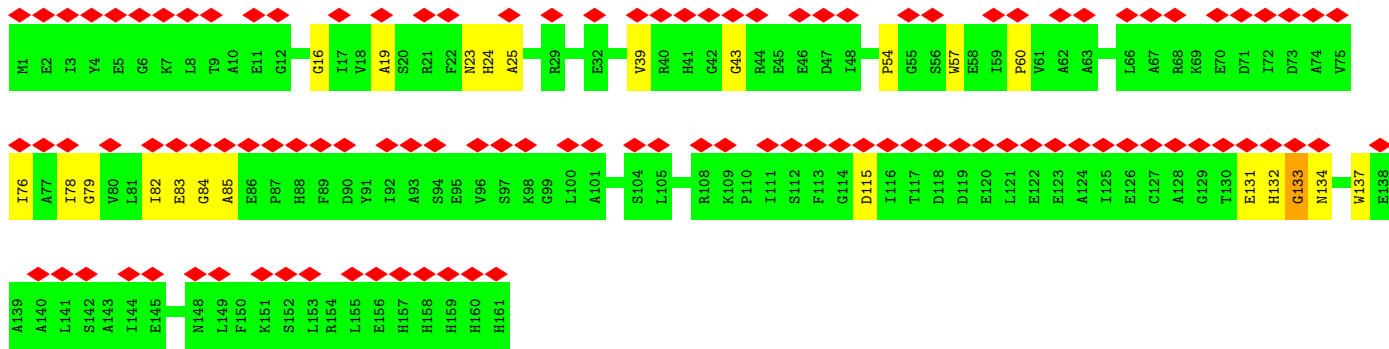 M1 E2 I3 Y4 E5 G6 K7 L8 T9 A10 E11 G12 G16 I17 V18 A19 S20 R21 F22 N23 H24 A25 R29 E32 V39 R40 H41 G42 G43 R44 E45 E46 D47 I48 P54 G55 S56 W57 E58 I59 P60 V61 A62 A63 L66 A67 R68 K69 E70 D71 I72 D73 A74 V75
I76 A77 I78 G79 V80 L81 I82 E83 G84 A85 E86 P87 H88 F89 D90 Y91 I92 A93 S94 E95 V96 S97 K98 G99 L100 A101 S104 L105 R108 K109 P110 I111 S112 F113 G114 D115 I116 T117 D118 D119 E120 L121 E122 E123 A124 I125 E126 C127 A128 G129 T130 E131 H132 G133 N134 W137 E138
A139 A140 L141 S142 A143 I144 E145 N148 L149 F150 K151 S152 L153 R154 L155 E156 H157 H158 H159 H160 H161